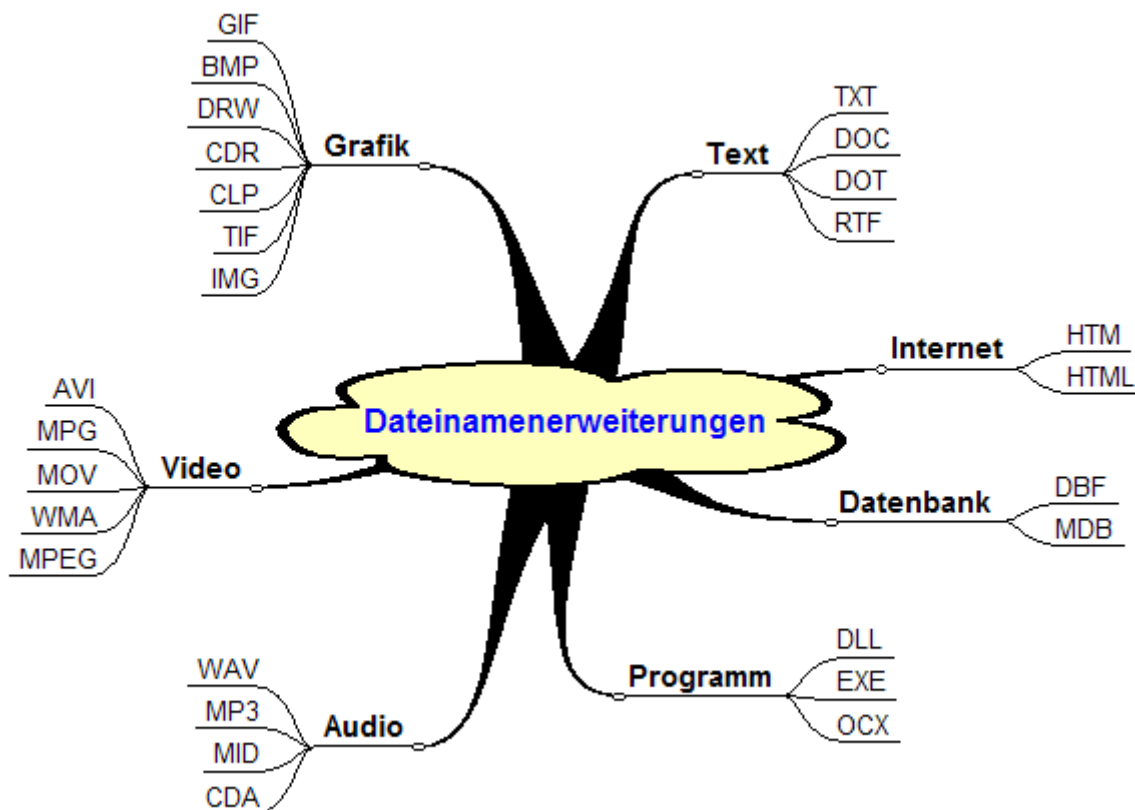 Dateinamenerweiterungen
Grafik
GIF
BMP
DRW
CDR
CLP
TIF
IMG
Text
TXT
DOC
DOT
RTF
Internet
HTM
HTML
Datenbank
DBF
MDB
Programm
DLL
EXE
OCX
Audio
WAV
MP3
MID
CDA
Video
AVI
MPG
MOV
WMA
MPEG